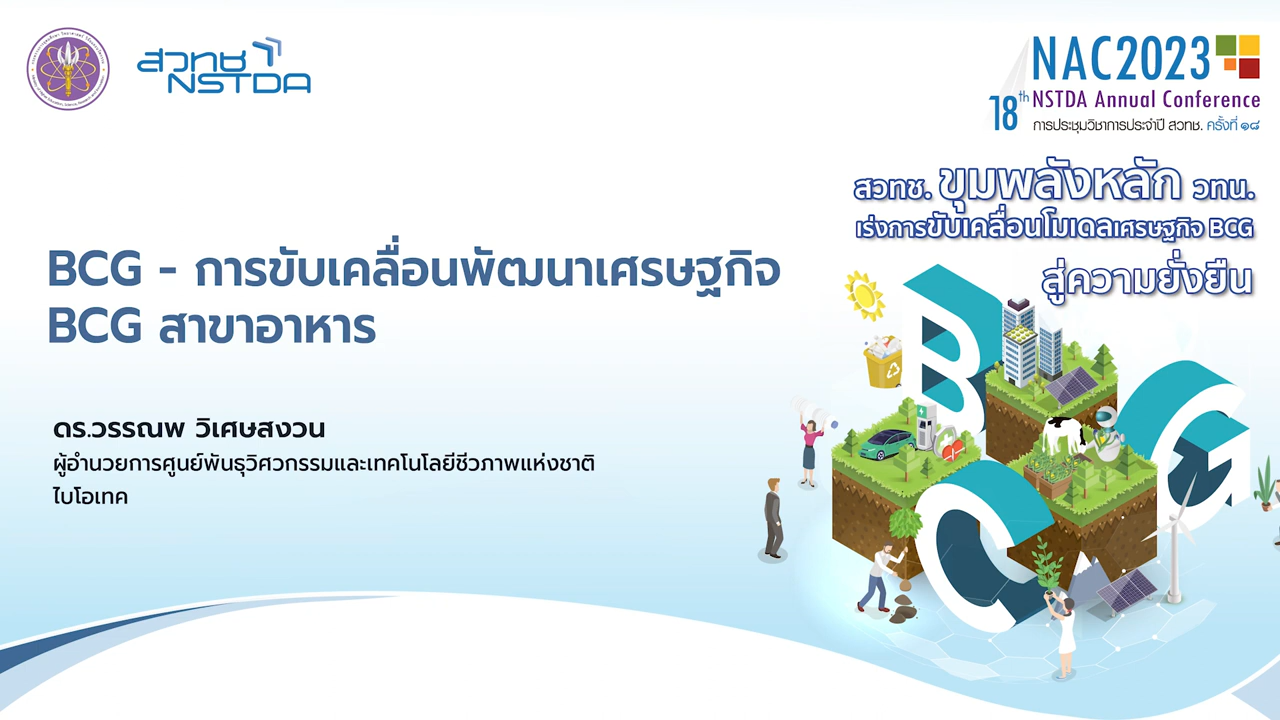 สวทช
NSTDA
NAC2023
18th NSTDA Annual Conference
การประชุมวิชาการประจำปี สวทช. ครั้งที่ ๑๘
สวทช. ขุมพลังหลัก วทน.
เร่งการขับเคลื่อนโมเดลเศรษฐกิจ BCG
สู่ความยั่งยืน
BCG - การขับเคลื่อนพัฒนาเศรษฐกิจ
BCG สาขาอาหาร
ดร.วรรณพ วิเศษสงวน
ผู้อำนวยการศูนย์พันธุวิศวกรรมและเทคโนโลยีชีวภาพแห่งชาติ
ไบโอเทค
BCG